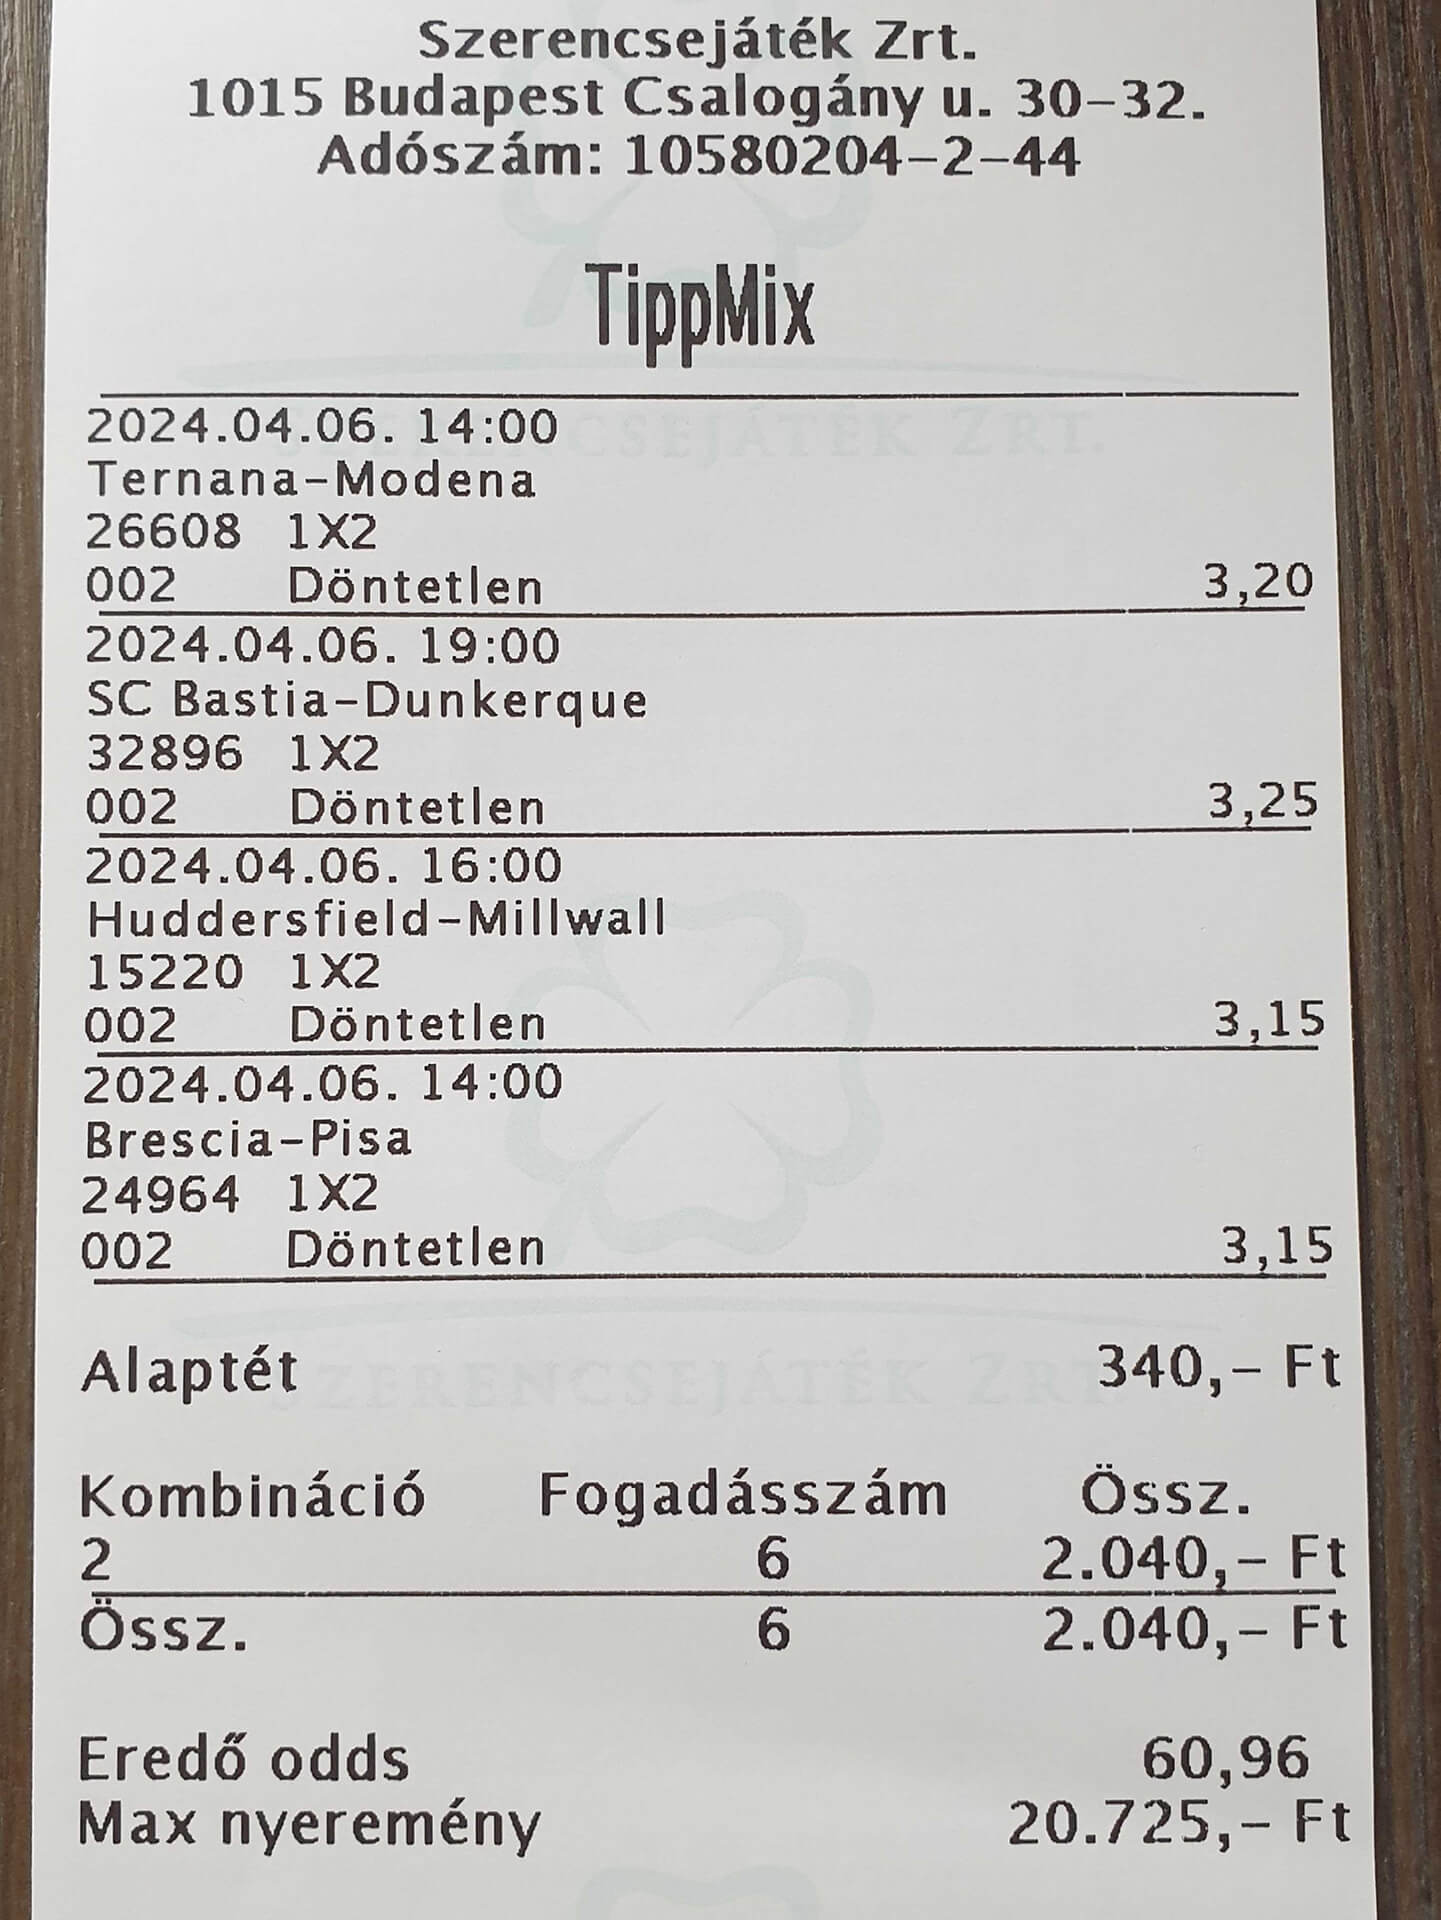 Szerencsejáték Zrt.
1015 Budapest Csalogány u. 30-32.
Adószám: 10580204-2-44
TippMix
SZERENCSEJÁTÉK ZRT.
2024.04.06. 14:00
Ternana-Modena
26608 1X2
002 Döntetlen 3,20
2024.04.06. 19:00
SC Bastia-Dunkerque
32896 1X2
002 Döntetlen 3,25
2024.04.06. 16:00
Huddersfield-Millwall
15220 1X2
002 Döntetlen 3,15
2024.04.06. 14:00
Brescia-Pisa
24964 1X2
002 Döntetlen 3,15
Alaptét 340,- Ft
SZERENCSEJÁTÉK ZRT.
Kombináció Fogadásszám Össz.
2 6 2.040,- Ft
Össz. 6 2.040,- Ft
Eredő odds 60,96
Max nyeremény 20.725,- Ft